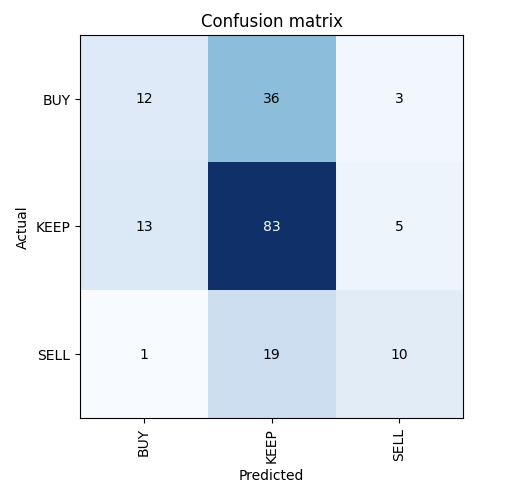 Confusion matrix
BUY 12 36 3
KEEP 13 83 5
SELL 1 19 10
BUY KEEP SELL
Predicted
Actual